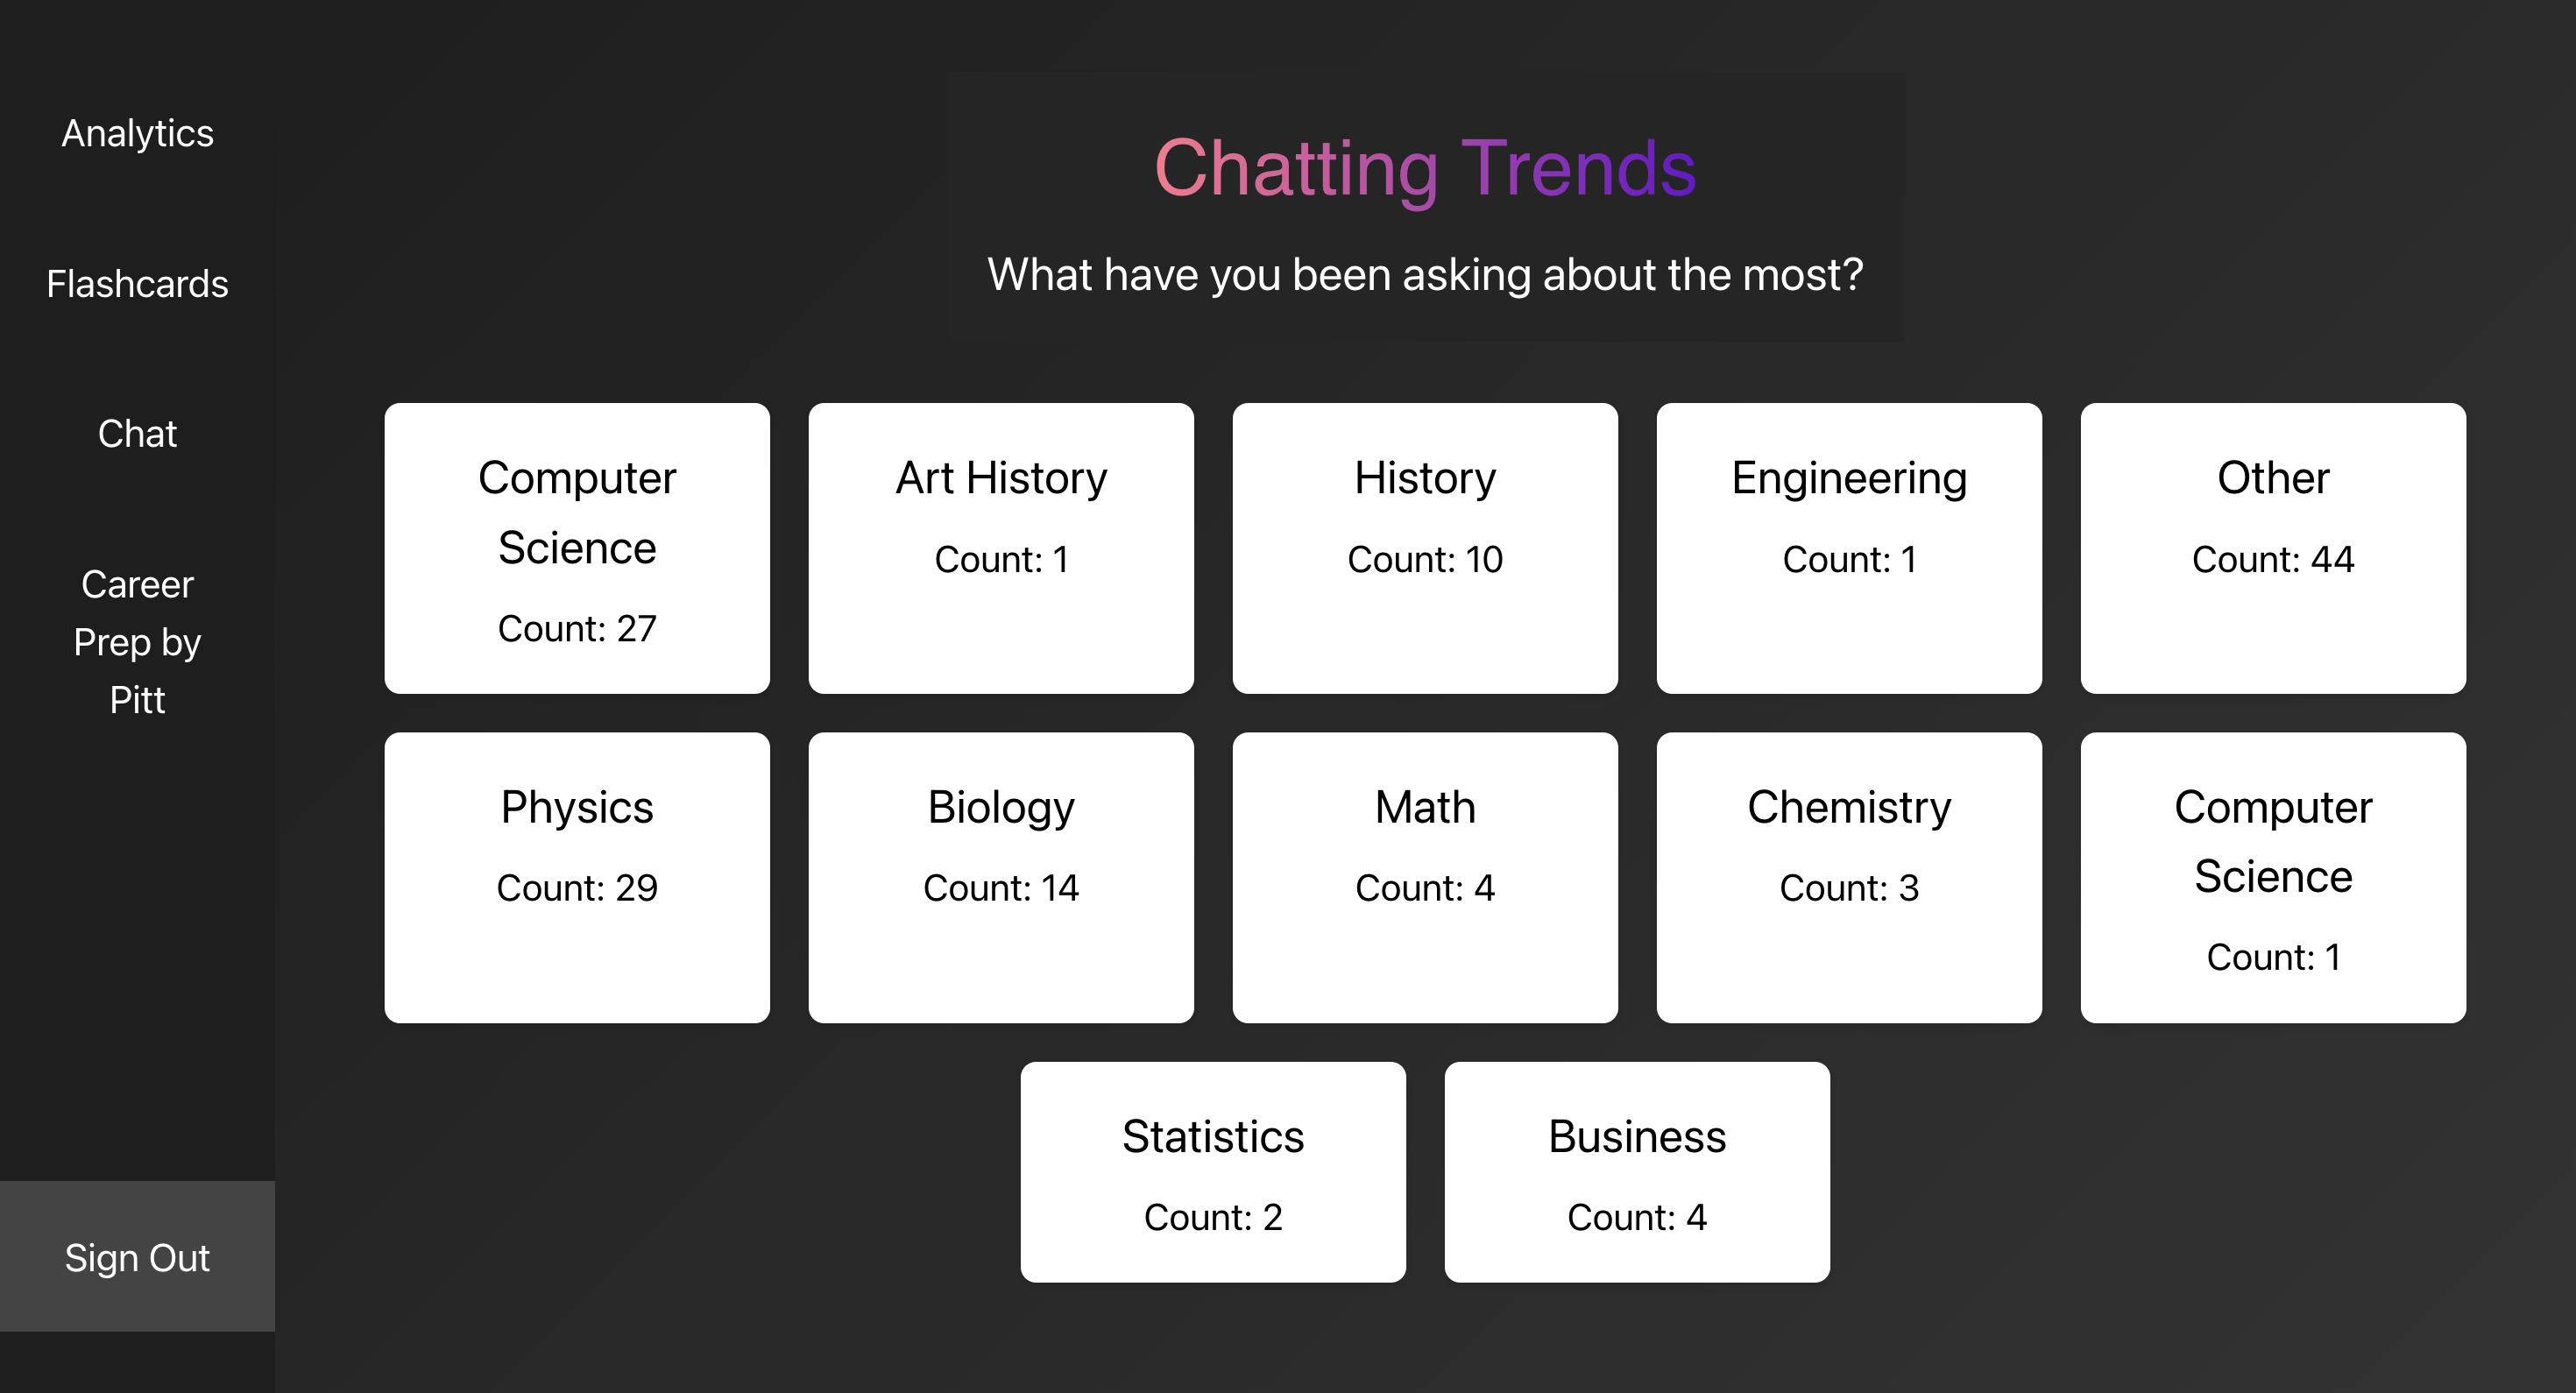 Analytics
Flashcards
Chat
Career
Prep by
Pitt
Sign Out
Chatting Trends
What have you been asking about the most?
Computer
Science
Count: 27
Art History
Count: 1
History
Count: 10
Engineering
Count: 1
Other
Count: 44
Physics
Count: 29
Biology
Count: 14
Math
Count: 4
Chemistry
Count: 3
Computer
Science
Count: 1
Statistics
Count: 2
Business
Count: 4